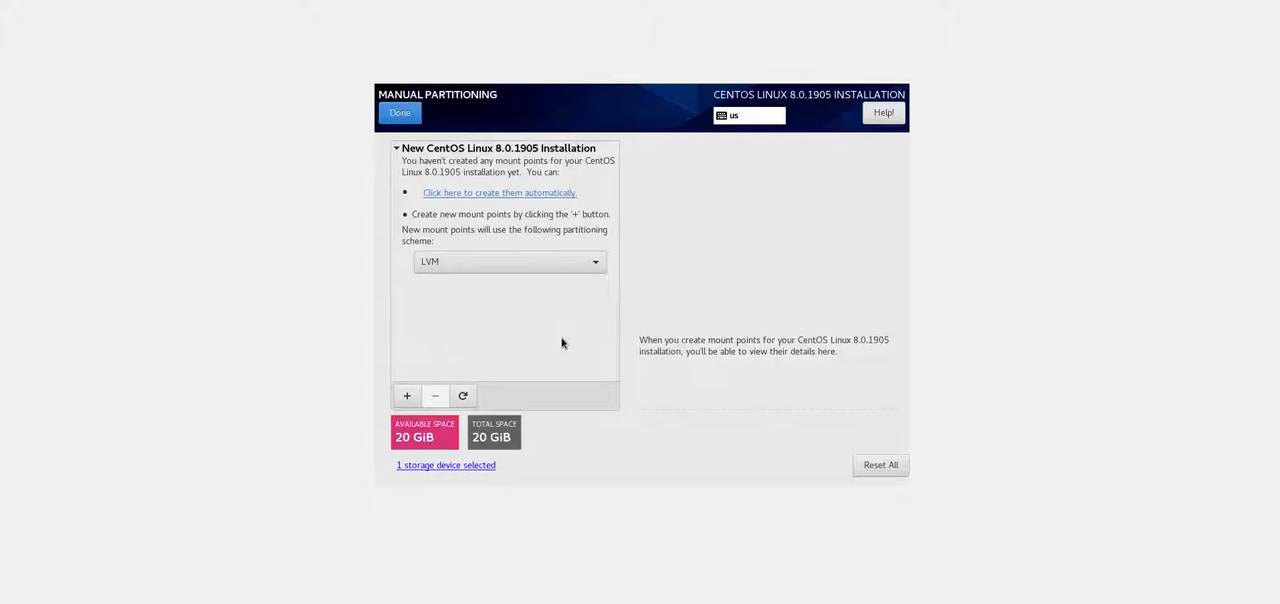 MANUAL PARTITIONING
CENTOS LINUX 8.0.1905 INSTALLATION
Done
us
Help!
New CentOS Linux 8.0.1905 Installation
You haven't created any mount points for your CentOS
Linux 8.0.1905 installation yet. You can:
• Click here to create them automatically.
• Create new mount points by clicking the '+' button.
New mount points will use the following partitioning
scheme:
LVM
When you create mount points for your CentOS Linux 8.0.1905
installation, you'll be able to view their details here.
+ −
AVAILABLE SPACE
20 GiB
TOTAL SPACE
20 GiB
1 storage device selected
Reset All